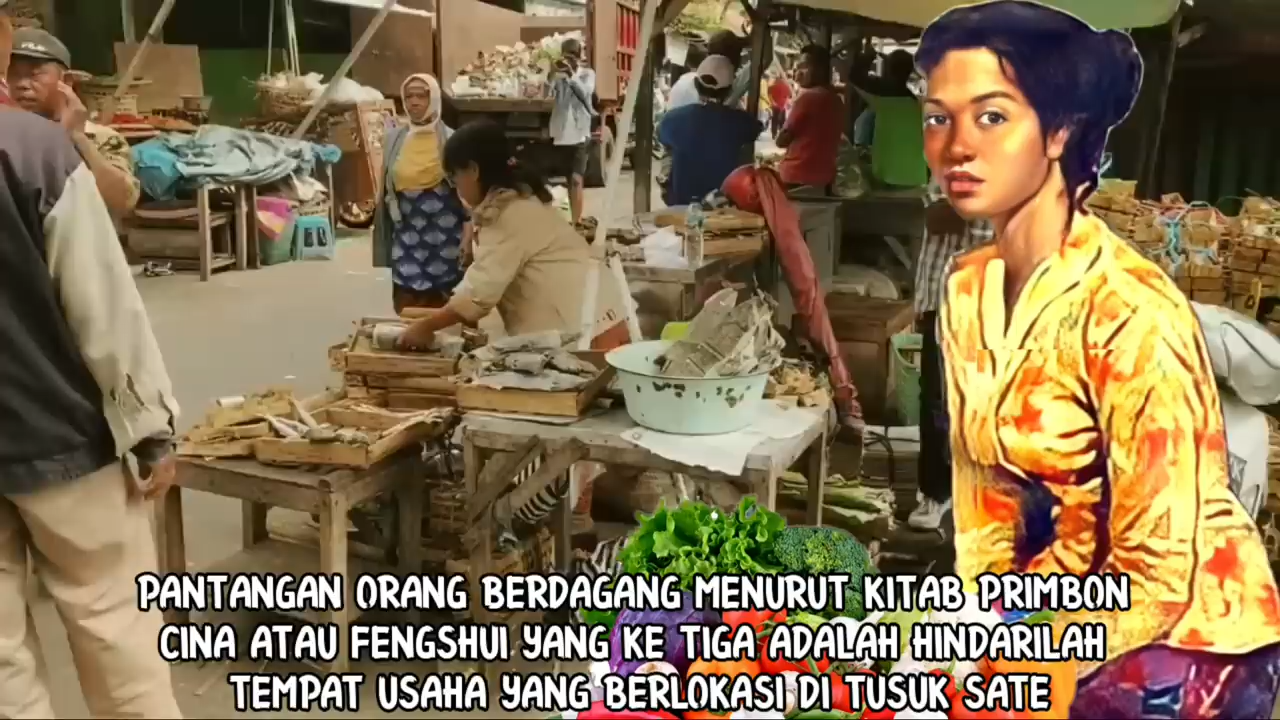 PANTANGAN ORANG BERDAGANG MENURUT KITAB PRIMBON
CINA ATAU FENGSHUI YANG KE TIGA ADALAH HINDARILAH
TEMPAT USAHA YANG BERLOKASI DI TUSUK SATE